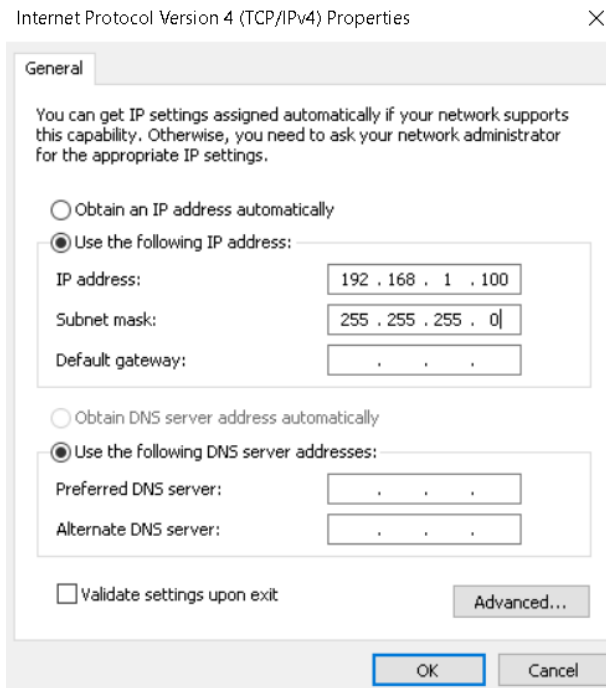 Internet Protocol Version 4 (TCP/IPv4) Properties
General
You can get IP settings assigned automatically if your network supports
this capability. Otherwise, you need to ask your network administrator
for the appropriate IP settings.
Obtain an IP address automatically
Use the following IP address:
IP address: 192 . 168 . 1 . 100
Subnet mask: 255 . 255 . 255 . 0
Default gateway: . . .
Obtain DNS server address automatically
Use the following DNS server addresses:
Preferred DNS server: . . .
Alternate DNS server: . . .
Validate settings upon exit
Advanced...
OK Cancel